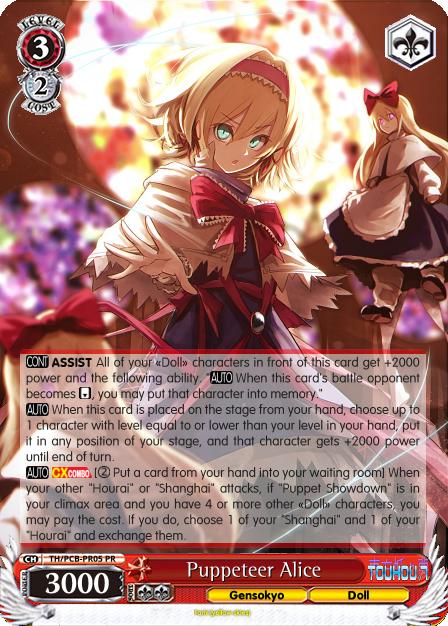 LEVEL
3
2
COST
CONT ASSIST All of your «Doll» characters in front of this card get +2000
power and the following ability. "AUTO When this card's battle opponent
becomes, you may put that character into memory."
AUTO When this card is placed on the stage from your hand, choose up to
1 character with level equal to or lower than your level in your hand, put
it in any position of your stage, and that character gets +2000 power
until end of turn.
AUTO CXCOMBO [② Put a card from your hand into your waiting room] When
your other "Hourai" or "Shanghai" attacks, if "Puppet Showdown" is in
your climax area and you have 4 or more other «Doll» characters, you
may pay the cost. If you do, choose 1 of your "Shanghai" and 1 of your
"Hourai" and exchange them.
CH TH/PCB-PR05 PR
POWER 3000 SOUL Puppeteer Alice TOUHOU
Gensokyo Doll